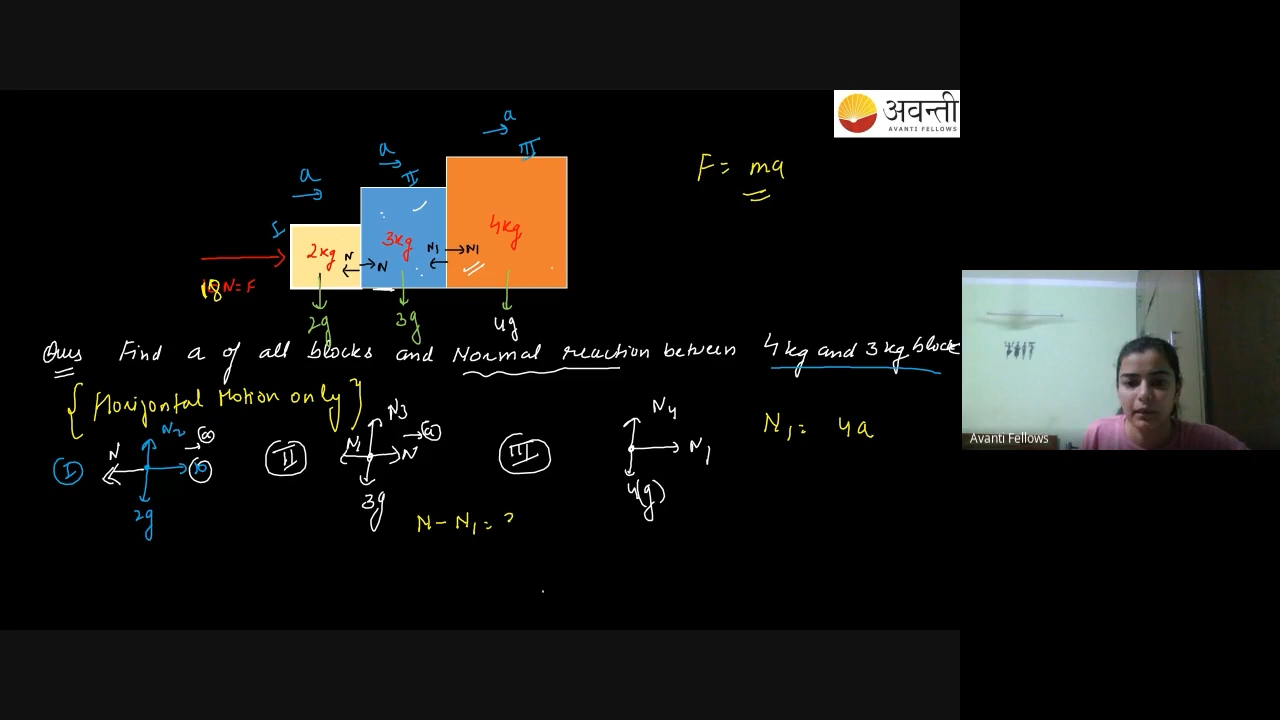 अवन्ती
AVANTI FELLOWS
a
a
a
I
II
III
F = ma
2kg
3kg
4kg
N
N
N1
N1
18 N = F
2g
3g
4g
Ques Find a of all blocks and Normal reaction between 4kg and 3kg block
{Horizontal Motion only}
I
N
N2
a
2g
II
N3
N1
N
a
3g
N - N1 =
III
N4
N1
4(g)
N1 = 4a
Avanti Fellows